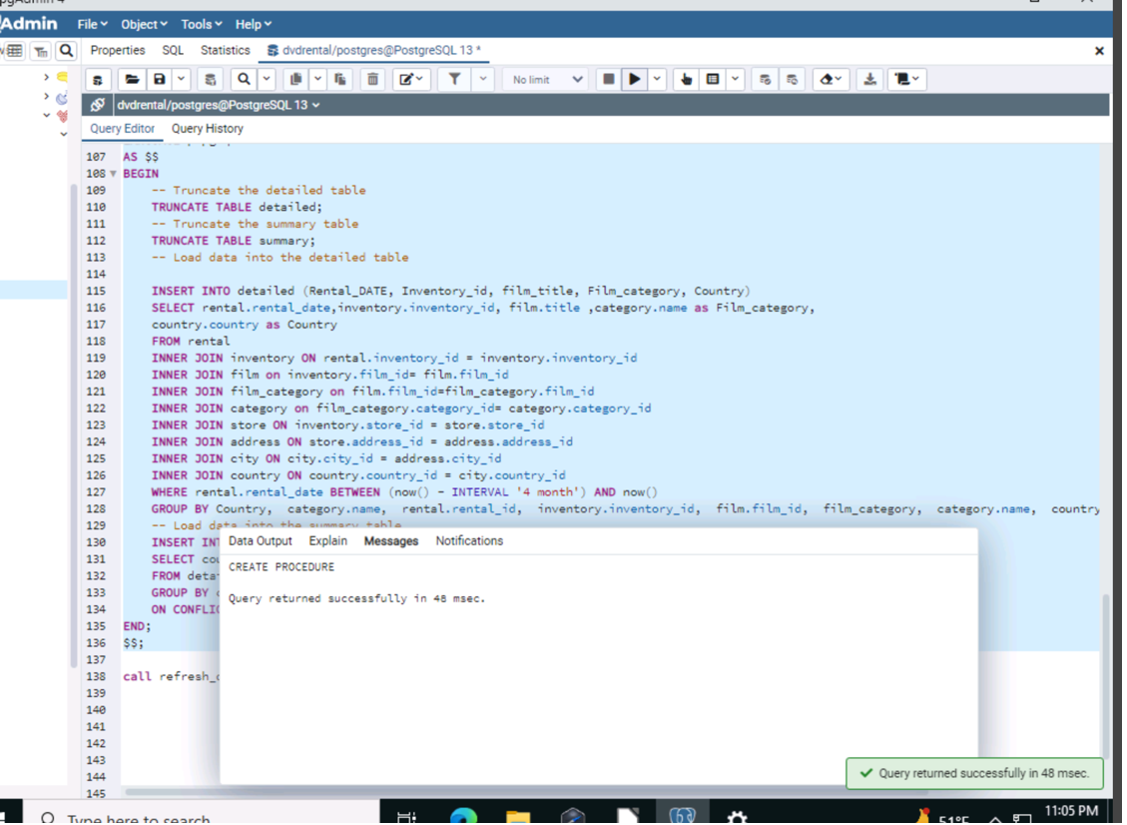 pgAdmin 4
Admin File Object Tools Help
Properties SQL Statistics dvdrental/postgres@PostgreSQL 13 *
No limit
dvdrental/postgres@PostgreSQL 13
Query Editor Query History
107 AS $$
108 BEGIN
109 -- Truncate the detailed table
110 TRUNCATE TABLE detailed;
111 -- Truncate the summary table
112 TRUNCATE TABLE summary;
113 -- Load data into the detailed table
114
115 INSERT INTO detailed (Rental_DATE, Inventory_id, film_title, Film_category, Country)
116 SELECT rental.rental_date,inventory.inventory_id, film.title ,category.name as Film_category,
117 country.country as Country
118 FROM rental
119 INNER JOIN inventory ON rental.inventory_id = inventory.inventory_id
120 INNER JOIN film on inventory.film_id= film.film_id
121 INNER JOIN film_category on film.film_id=film_category.film_id
122 INNER JOIN category on film_category.category_id= category.category_id
123 INNER JOIN store ON inventory.store_id = store.store_id
124 INNER JOIN address ON store.address_id = address.address_id
125 INNER JOIN city ON city.city_id = address.city_id
126 INNER JOIN country ON country.country_id = city.country_id
127 WHERE rental.rental_date BETWEEN (now() - INTERVAL '4 month') AND now()
128 GROUP BY Country, category.name, rental.rental_id, inventory.inventory_id, film.film_id, film_category, category.name, country
129 -- Load data into the summary table
130 INSERT INT
131 SELECT cou
132 FROM deta
133 GROUP BY
134 ON CONFLIC
135 END;
136 $$;
137
138 call refresh_
139
140
141
142
143
144
145
Data Output Explain Messages Notifications
CREATE PROCEDURE
Query returned successfully in 48 msec.
Query returned successfully in 48 msec.
Type here to search
51°F
11:05 PM